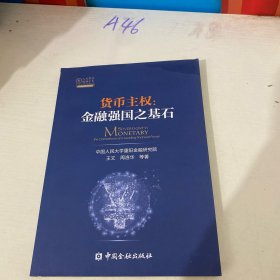 A46
货币主权：
金融强国之基石
MONETARY
中国人民大学重阳金融研究院
王文 周洛华 等著
中国金融出版社